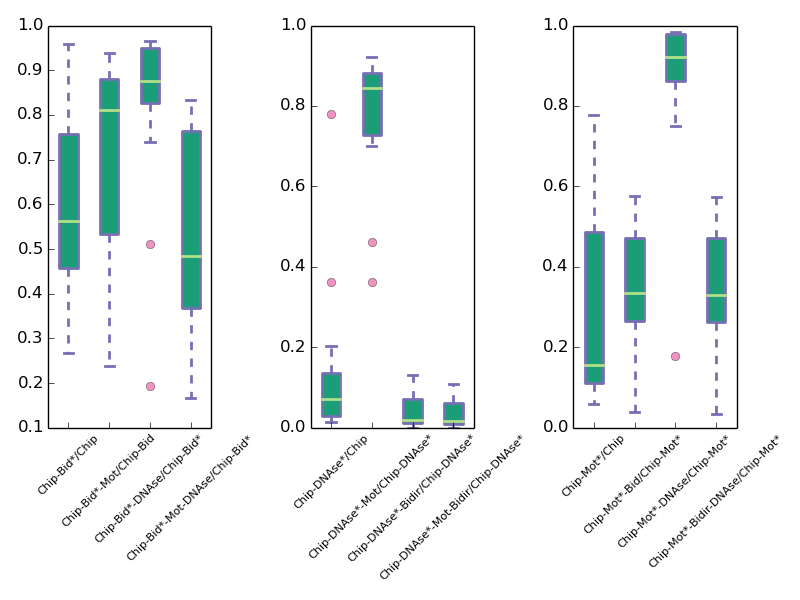 1.0
0.9
0.8
0.7
0.6
0.5
0.4
0.3
0.2
0.1
Chip-Bid*/Chip
Chip-Bid*-Mot/Chip-Bid
Chip-Bid*-DNAse/Chip-Bid*
Chip-Bid*-Mot-DNAse/Chip-Bid*
1.0
0.8
0.6
0.4
0.2
0.0
Chip-DNAse*/Chip
Chip-DNAse*-Mot/Chip-DNAse*
Chip-DNAse*-Bidir/Chip-DNAse*
Chip-DNAse*-Mot-Bidir/Chip-DNAse*
1.0
0.8
0.6
0.4
0.2
0.0
Chip-Mot*/Chip
Chip-Mot*-Bid/Chip-Mot*
Chip-Mot*-DNAse/Chip-Mot*
Chip-Mot*-Bidir-DNAse/Chip-Mot*